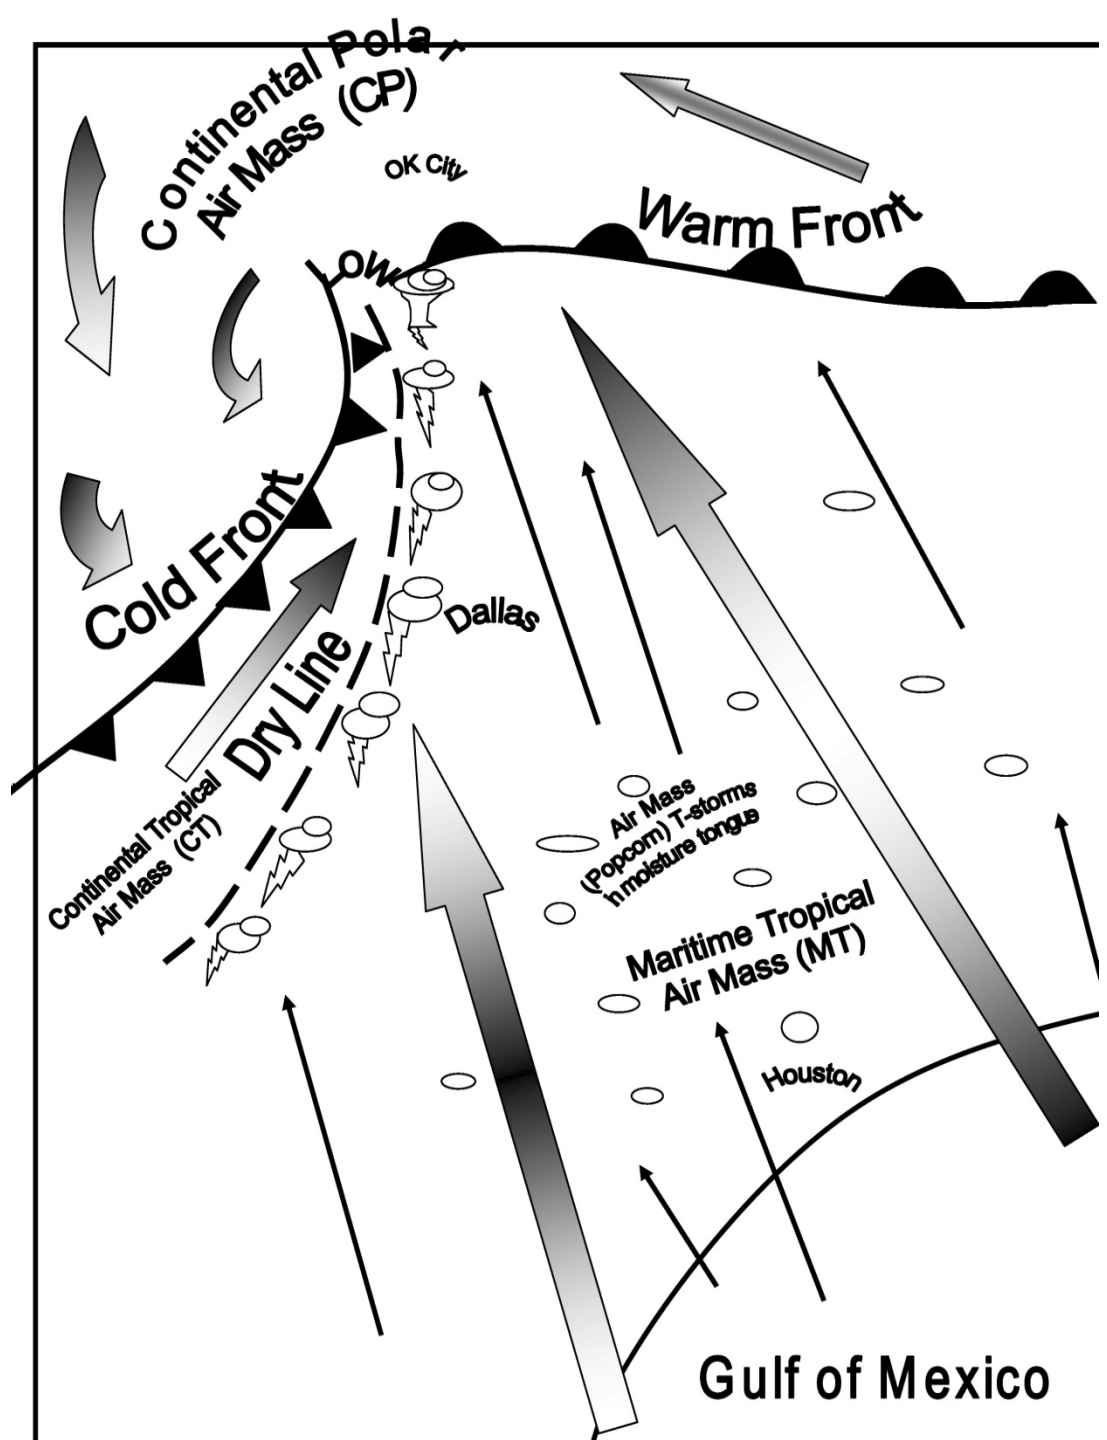 Continental Polar
Air Mass (CP)
OK City
Warm Front
Low
Cold Front
Dallas
Dry Line
Continental Tropical
Air Mass (CT)
Air Mass
(Popcorn) T-storms
in moisture tongue
Maritime Tropical
Air Mass (MT)
Houston
Gulf of Mexico